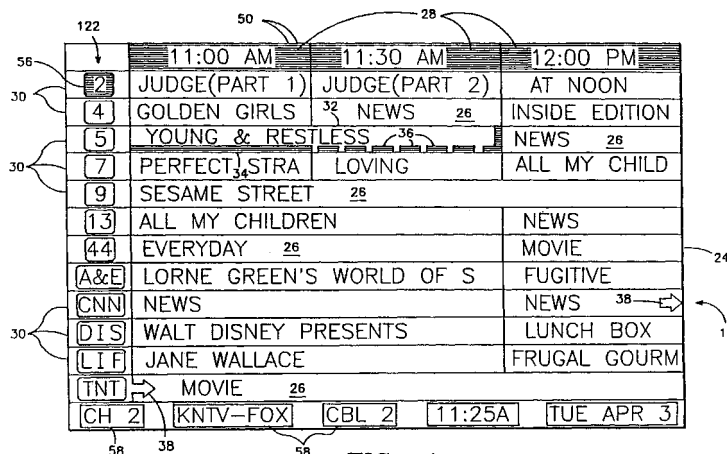 50 28
122
11:00 AM 11:30 AM 12:00 PM
56 2 JUDGE(PART 1) JUDGE(PART 2) AT NOON
30 4 GOLDEN GIRLS 32 NEWS 26 INSIDE EDITION
5 YOUNG & RESTLESS 36 NEWS 26
30 7 PERFECT STRA 34 LOVING ALL MY CHILD
9 SESAME STREET 26
13 ALL MY CHILDREN NEWS
44 EVERYDAY 26 MOVIE 24
A&E LORNE GREEN'S WORLD OF S FUGITIVE
CNN NEWS NEWS 38
30 DIS WALT DISNEY PRESENTS LUNCH BOX
LIF JANE WALLACE FRUGAL GOURM
TNT MOVIE 26
CH 2 KNTV-FOX CBL 2 11:25A TUE APR 3
58 38 58